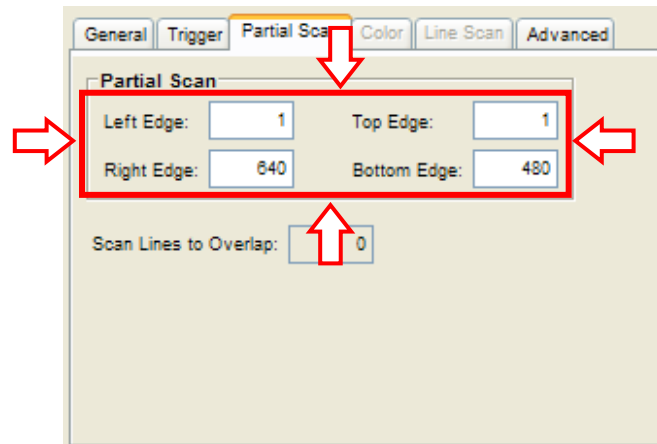 General Trigger Partial Sca Color Line Scan Advanced
Partial Scan
Left Edge: 1 Top Edge: 1
Right Edge: 640 Bottom Edge: 480
Scan Lines to Overlap: 0